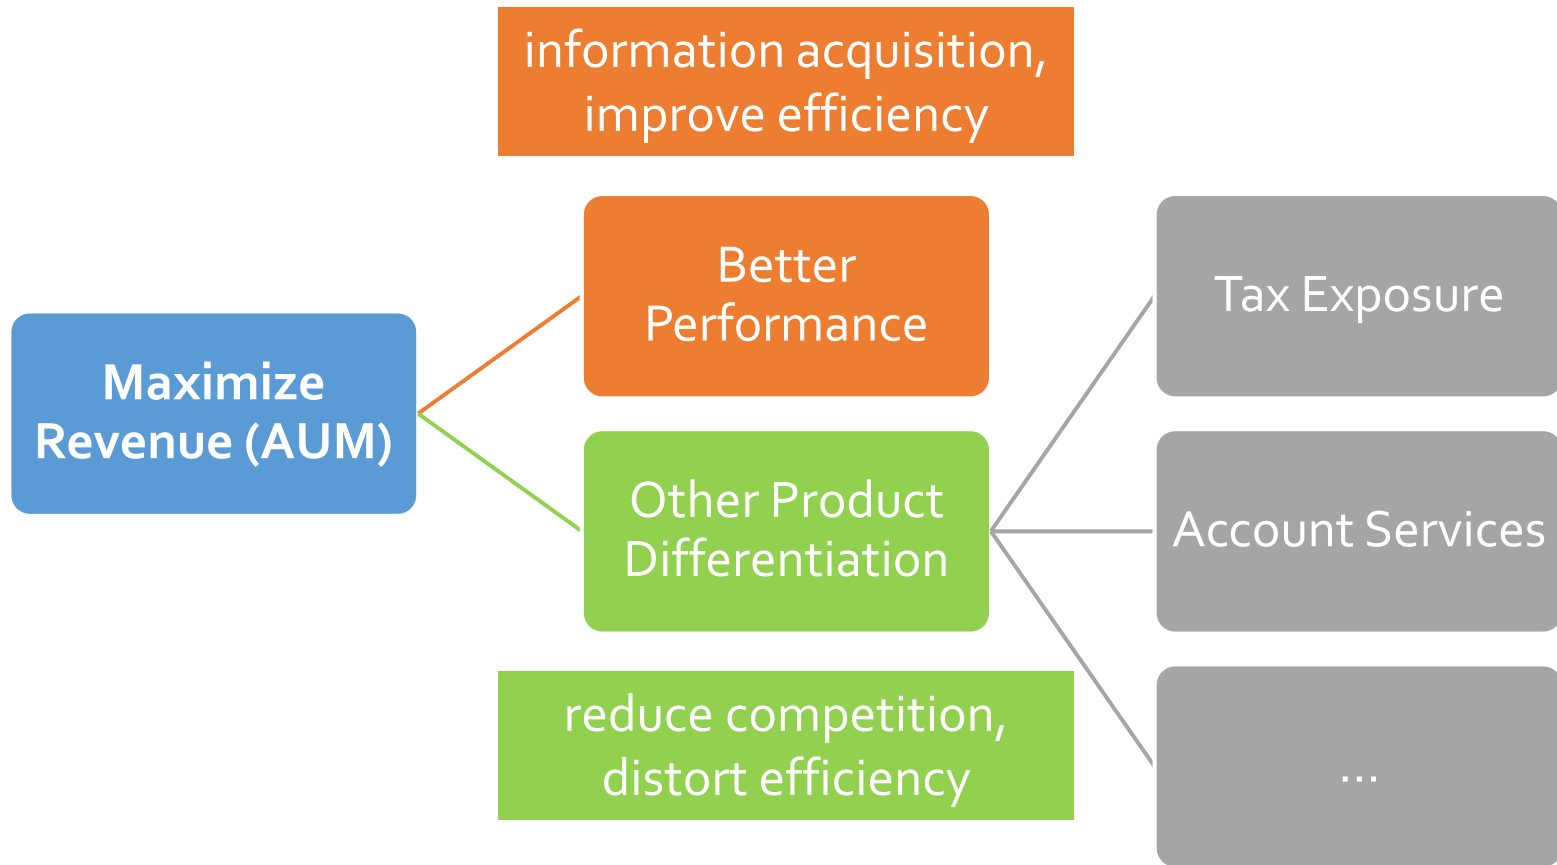 information acquisition,
improve efficiency
Better
Performance
Tax Exposure
Maximize
Revenue (AUM)
Other Product
Differentiation
Account Services
reduce competition,
distort efficiency
...